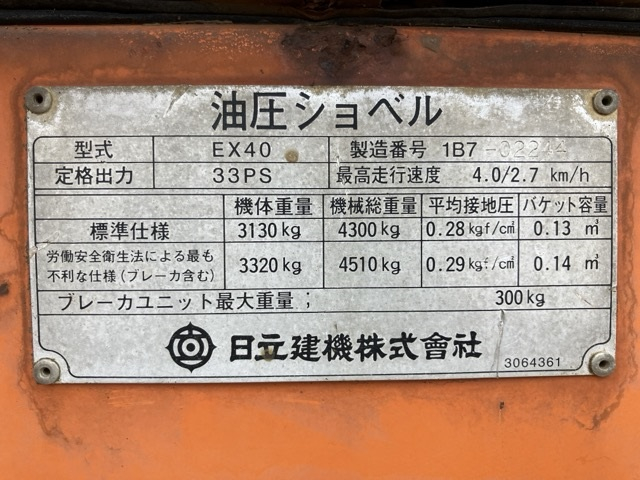 油圧ショベル
型式 EX40 製造番号 1B7-02244
定格出力 33PS 最高走行速度 4.0/2.7 km/h
機体重量 機械総重量 平均接地圧 バケット容量
標準仕様 3130kg 4300kg 0.28kgf/c㎡ 0.13 ㎥
労働安全衛生法による最も
不利な仕様(ブレーカ含む) 3320kg 4510kg 0.29kgf/c㎡ 0.14 ㎥
ブレーカユニット最大重量; 300kg
日立建機株式會社
3064361